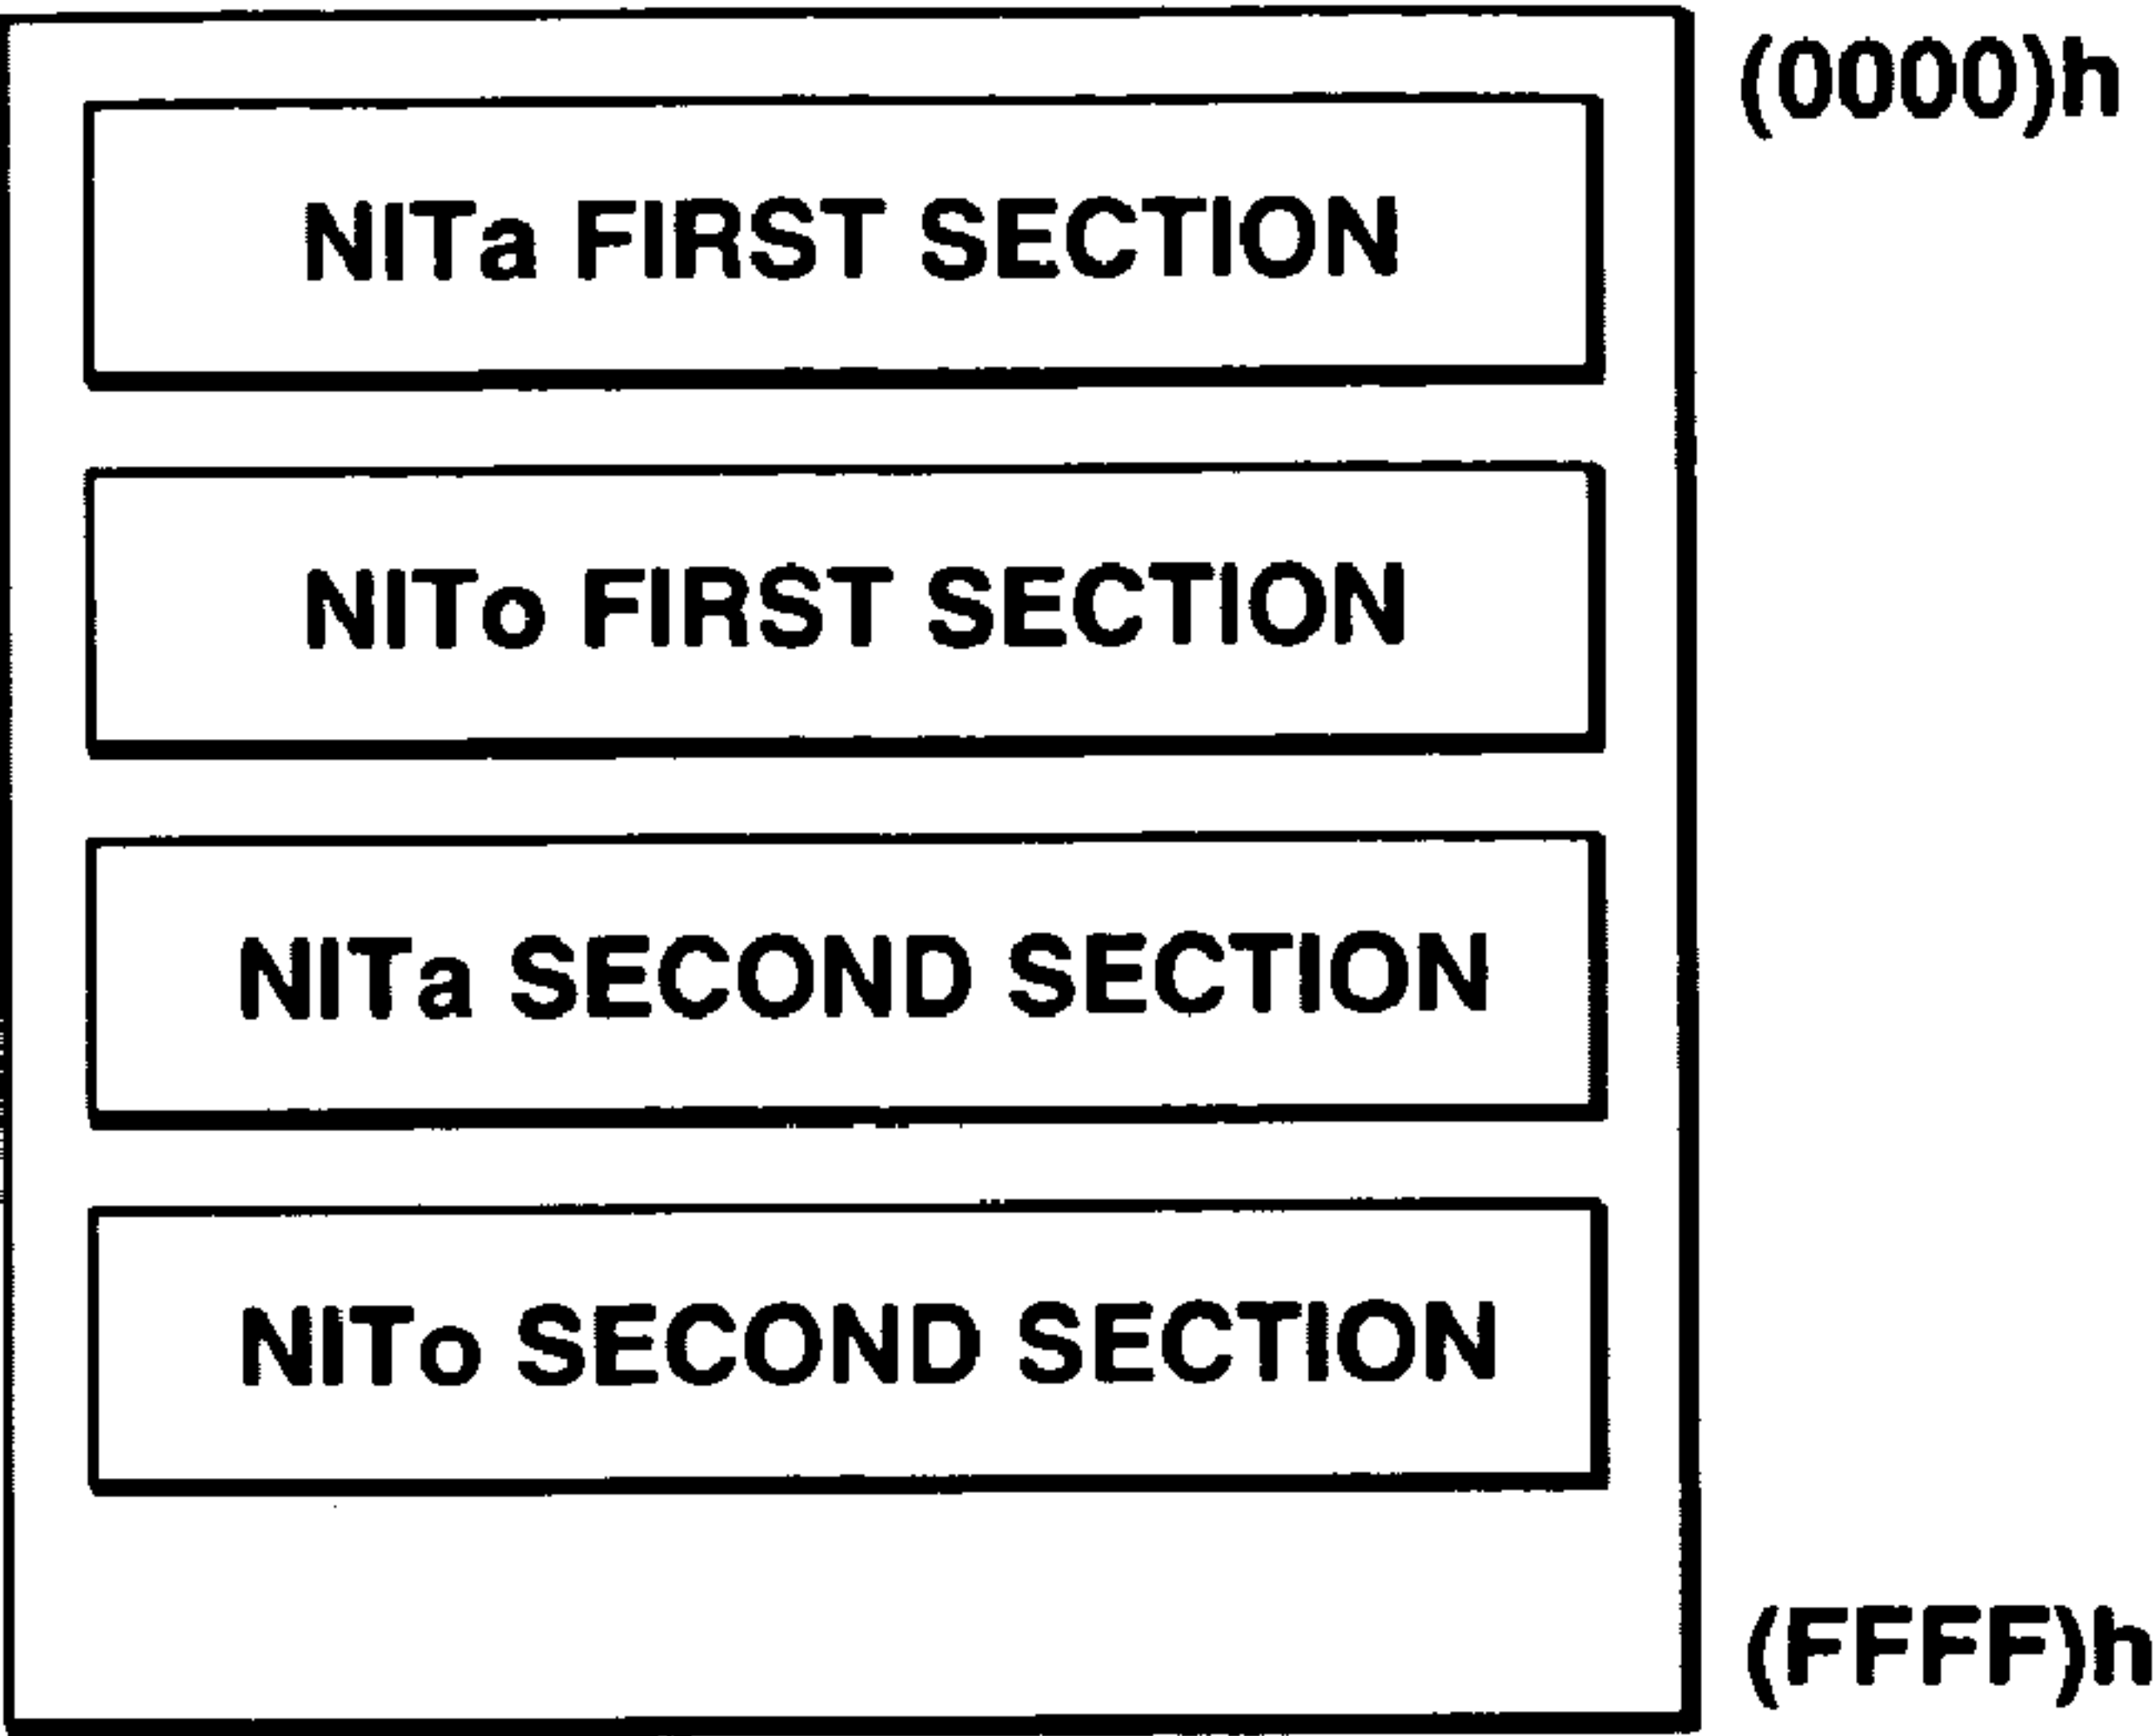 (0000)h
NITa FIRST SECTION
NITo FIRST SECTION
NITa SECOND SECTION
NITo SECOND SECTION
(FFFF)h